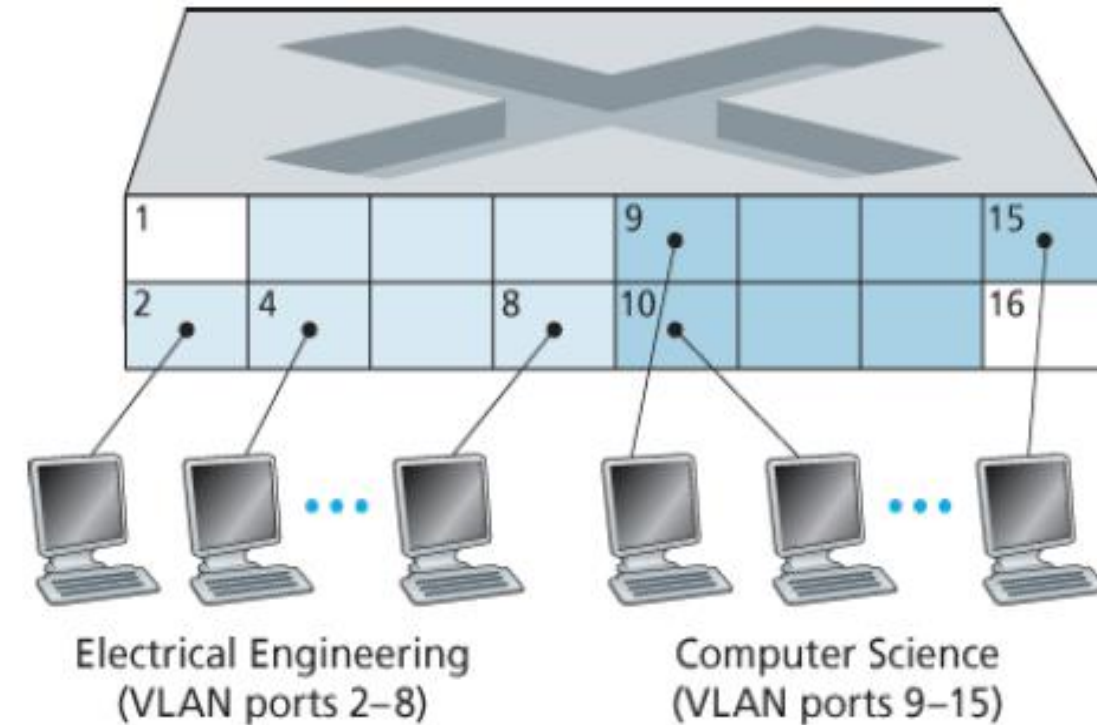 1 9 15
2 4 8 10 16
Electrical Engineering Computer Science
(VLAN ports 2–8) (VLAN ports 9–15)